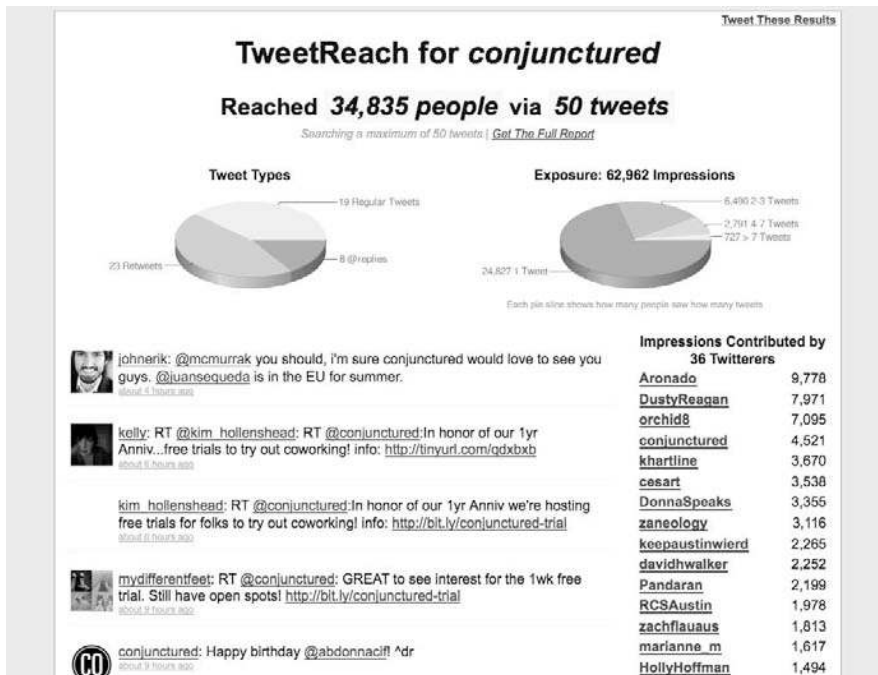 Tweet These Results
TweetReach for conjunctured
Reached 34,835 people via 50 tweets
Searching a maximum of 50 tweets | Get The Full Report
Tweet Types
19 Regular Tweets
8 @replies
23 Retweets
Exposure: 62,962 Impressions
6,490 2-3 Tweets
2,791 4-7 Tweets
727 > 7 Tweets
24,827 1 Tweet
Each pie slice shows how many people saw how many tweets
johnerik: @mcmurrak you should, i'm sure conjunctured would love to see you
guys. @juansequeda is in the EU for summer.
about 4 hours ago
kelly: RT @kim_hollenshead: RT @conjunctured:In honor of our 1yr
Anniv...free trials to try out coworking! info: http://tinyurl.com/qdxbxb
about 6 hours ago
kim_hollenshead: RT @conjunctured:In honor of our 1yr Anniv we're hosting
free trials for folks to try out coworking! info: http://bit.ly/conjunctured-trial
about 6 hours ago
mydifferentfeet: RT @conjunctured: GREAT to see interest for the 1wk free
trial. Still have open spots! http://bit.ly/conjunctured-trial
about 9 hours ago
CO
conjunctured: Happy birthday @abdonnacif! ^dr
about 9 hours ago
Impressions Contributed by
36 Twitterers
Aronado 9,778
DustyReagan 7,971
orchid8 7,095
conjunctured 4,521
khartline 3,670
cesart 3,538
DonnaSpeaks 3,355
zaneology 3,116
keepaustinwierd 2,265
davidhwalker 2,252
Pandaran 2,199
RCSAustin 1,978
zachflauaus 1,813
marianne_m 1,617
HollyHoffman 1,494